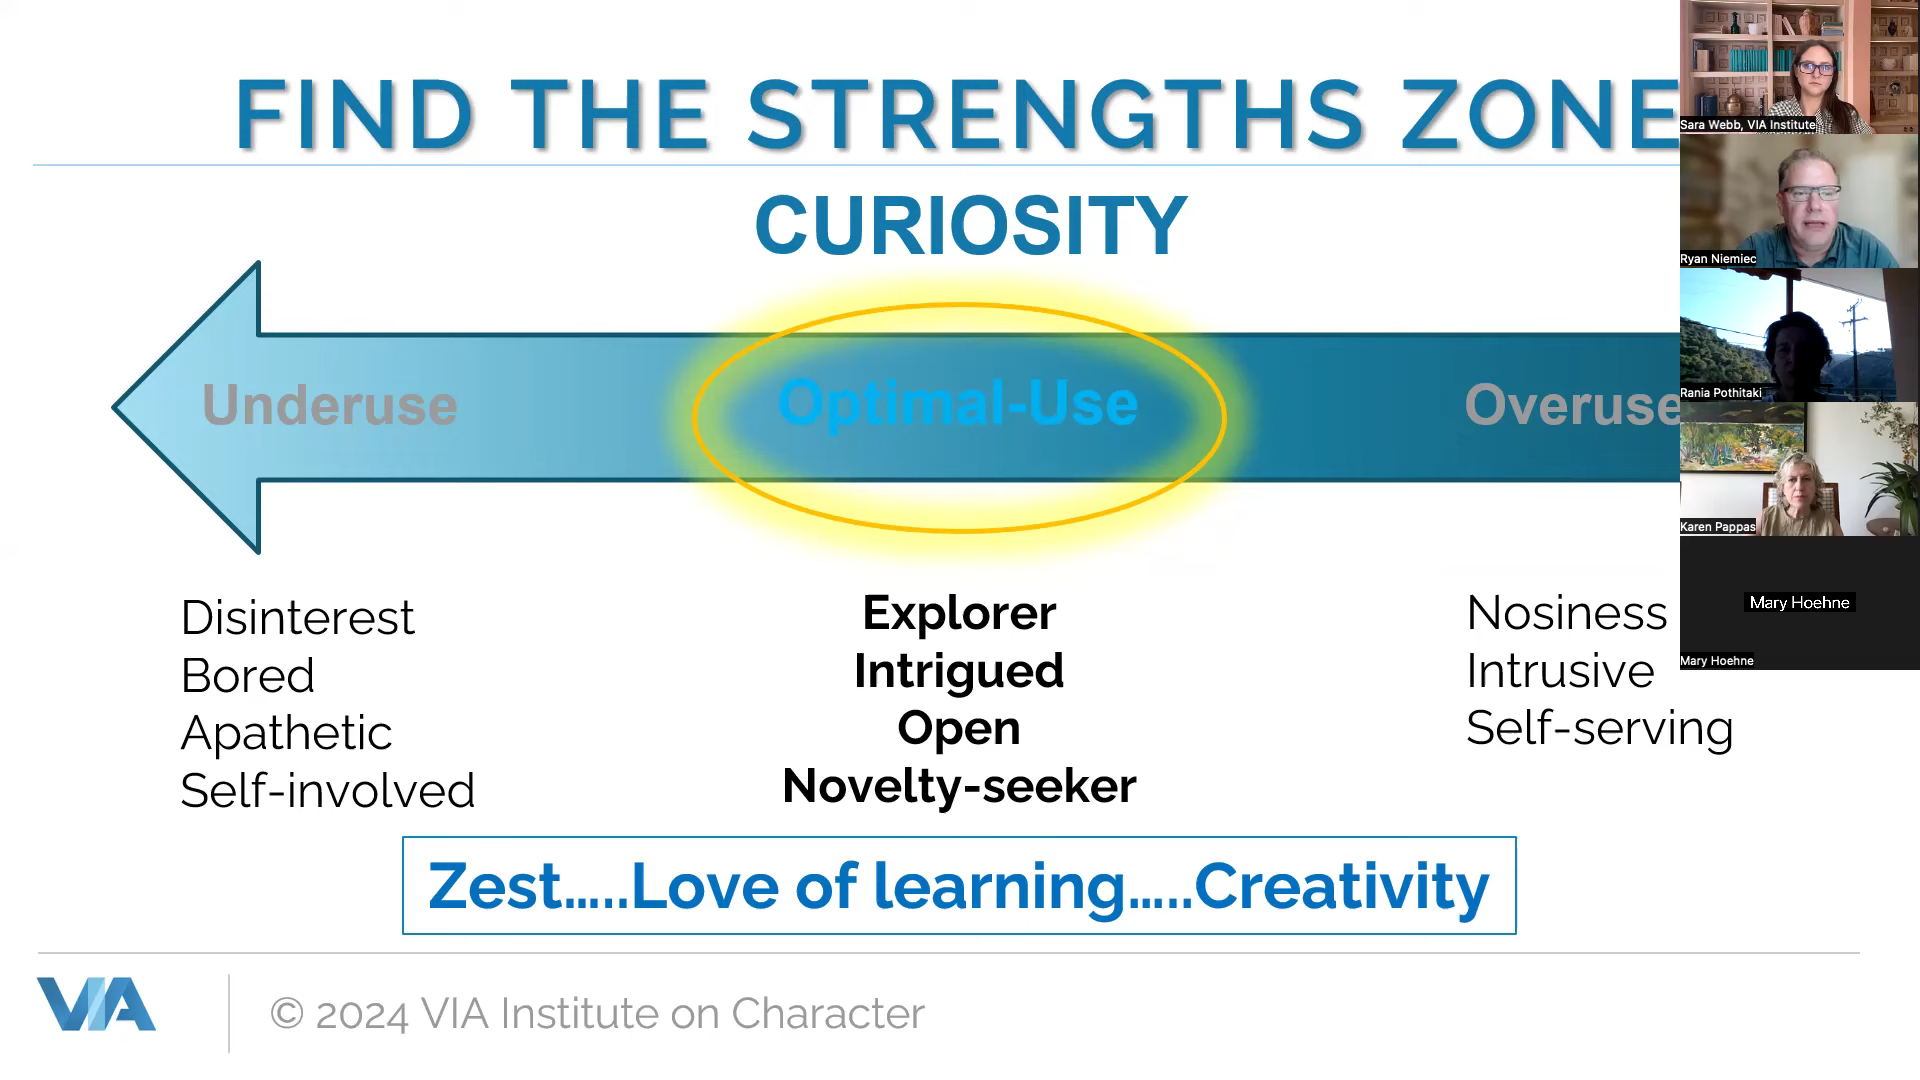 FIND THE STRENGTHS ZONE
CURIOSITY
Underuse
Optimal-Use
Overuse
Disinterest
Bored
Apathetic
Self-involved
Explorer
Intrigued
Open
Novelty-seeker
Nosiness
Intrusive
Self-serving
Zest.....Love of learning.....Creativity
VIA
© 2024 VIA Institute on Character
Sara Webb, VIA Institute
Ryan Niemiec
Rania Pothitaki
Karen Pappas
Mary Hoehne
Mary Hoehne